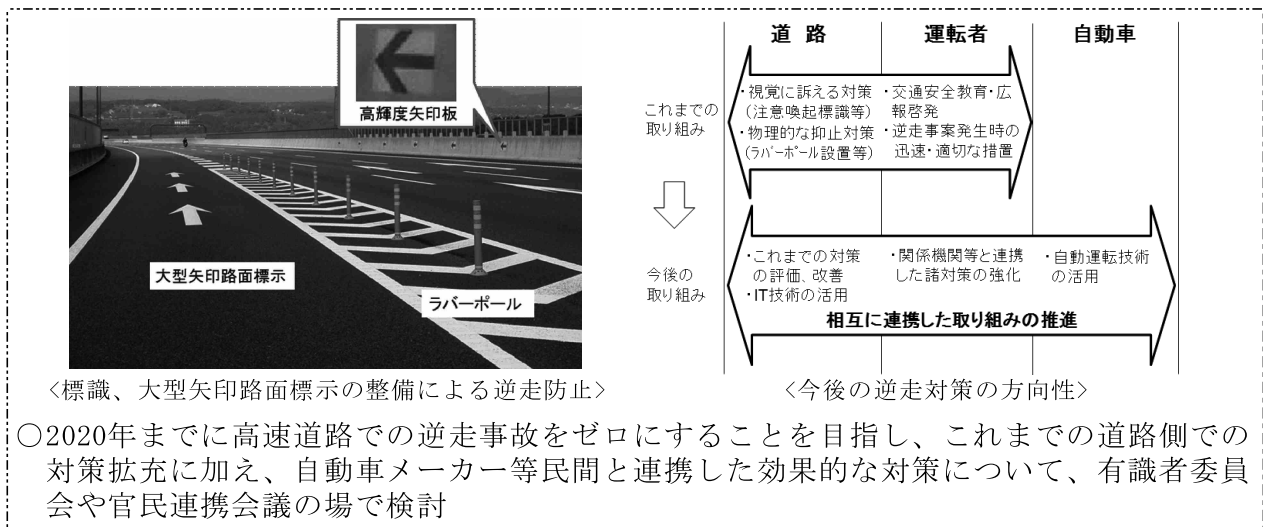 高輝度矢印板
大型矢印路面標示
ラバーポール
<標識、大型矢印路面標示の整備による逆走防止>
道 路
運転者
自動車
これまでの
取り組み
・視覚に訴える対策
(注意喚起標識等)
・物理的な抑止対策
(ラバーポール設置等)
・交通安全教育・広
報啓発
・逆走事案発生時の
迅速・適切な措置
今後の
取り組み
・これまでの対策
の評価、改善
・IT技術の活用
・関係機関等と連携
した諸対策の強化
・自動運転技術
の活用
相互に連携した取り組みの推進
<今後の逆走対策の方向性>
○2020年までに高速道路での逆走事故をゼロにすることを目指し、これまでの道路側での
対策拡充に加え、自動車メーカー等民間と連携した効果的な対策について、有識者委員
会や官民連携会議の場で検討